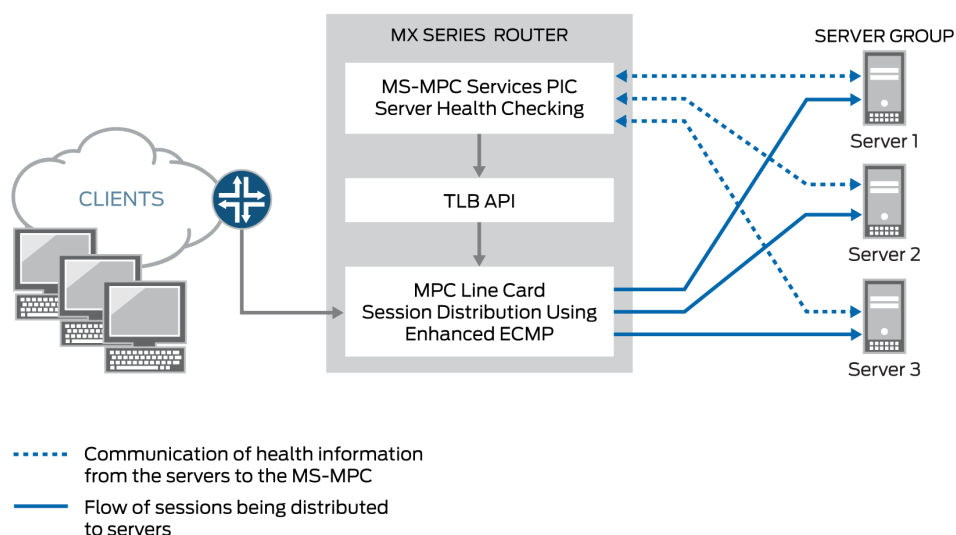 MX SERIES ROUTER
SERVER GROUP
MS-MPC Services PIC
Server Health Checking
Server 1
CLIENTS
TLB API
Server 2
MPC Line Card
Session Distribution Using
Enhanced ECMP
Server 3
Communication of health information
from the servers to the MS-MPC
Flow of sessions being distributed
to servers